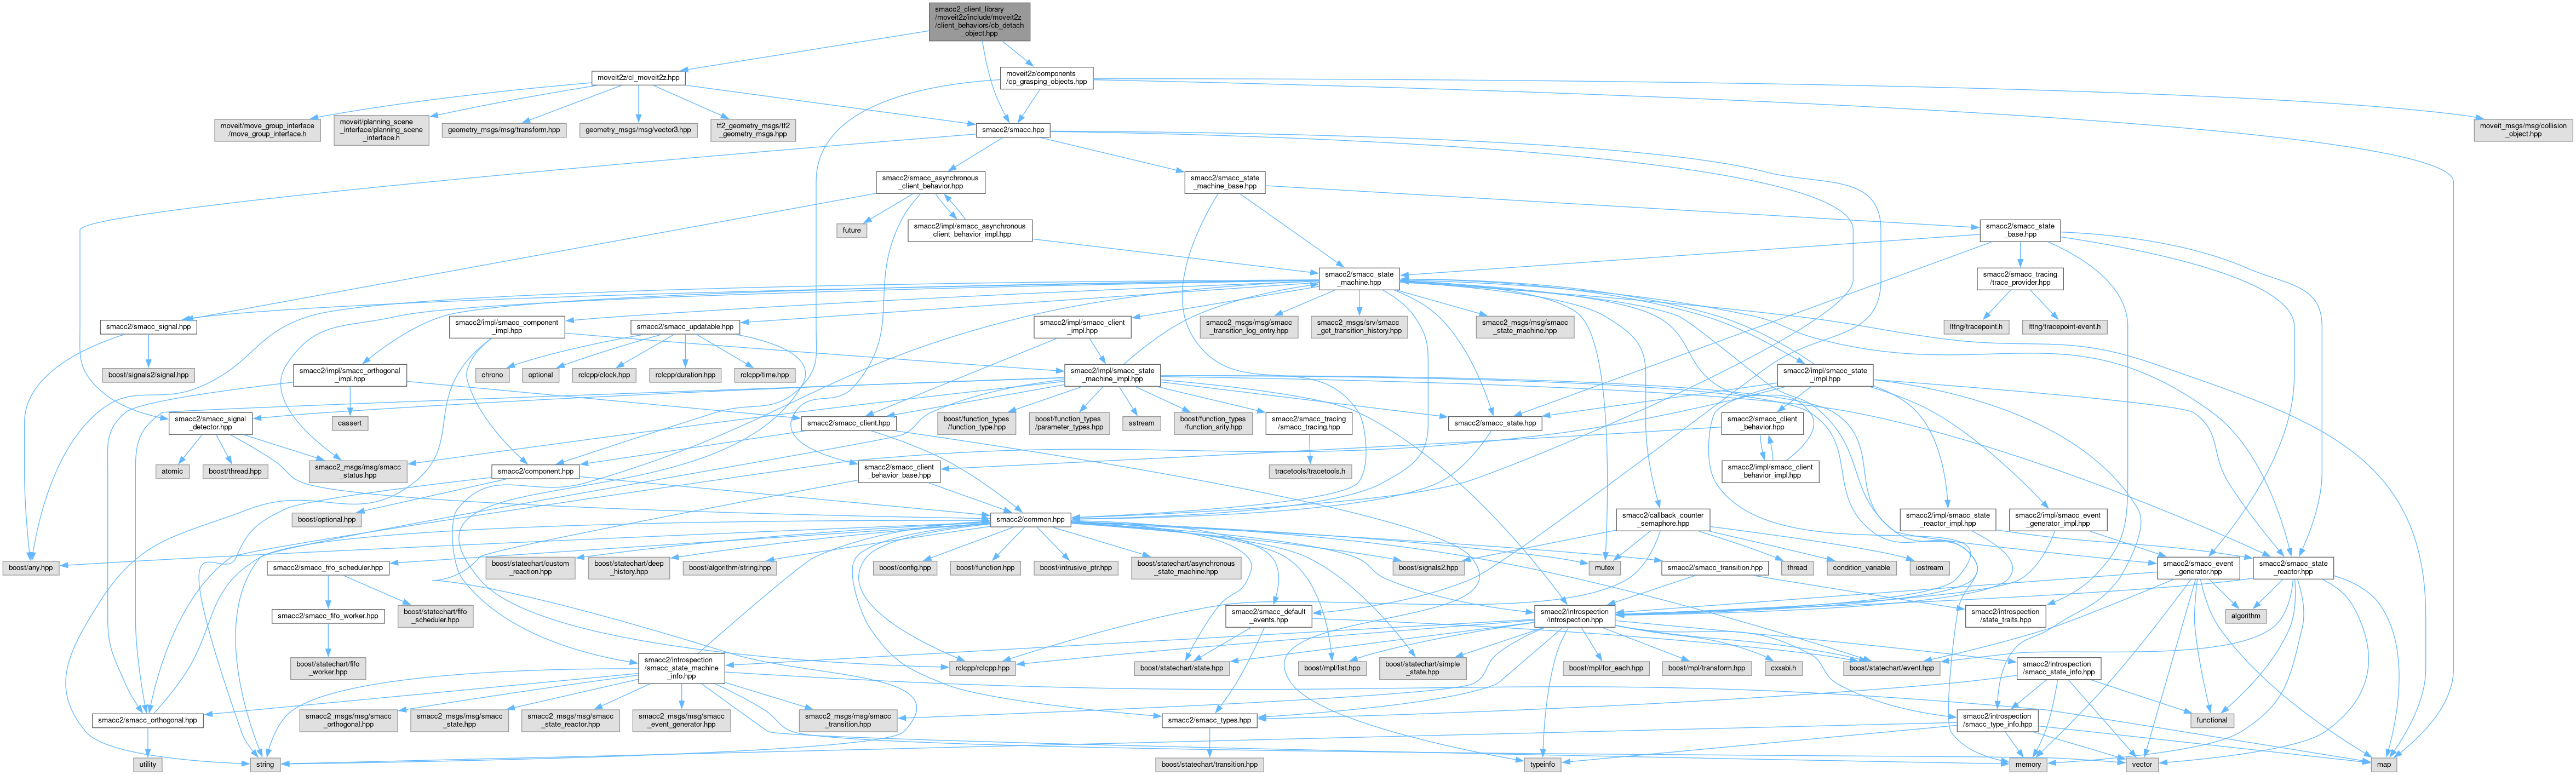 smacc2_client_library
/moveit2z/include/moveit2z
/client_behaviors/cb_detach
_object.hpp
moveit2z/cl_moveit2z.hpp
moveit2z/components
/cp_grasping_objects.hpp
moveit/move_group_interface
/move_group_interface.h
moveit/planning_scene
_interface/planning_scene
_interface.h
geometry_msgs/msg/transform.hpp
geometry_msgs/msg/vector3.hpp
tf2_geometry_msgs/tf2
_geometry_msgs.hpp
smacc2/smacc.hpp
moveit_msgs/msg/collision
_object.hpp
smacc2/smacc_asynchronous
_client_behavior.hpp
smacc2/smacc_state
_machine_base.hpp
future
smacc2/impl/smacc_asynchronous
_client_behavior_impl.hpp
smacc2/smacc_state
_base.hpp
smacc2/smacc_state
_machine.hpp
smacc2/smacc_tracing
/trace_provider.hpp
smacc2/smacc_signal.hpp
smacc2/impl/smacc_component
_impl.hpp
smacc2/smacc_updatable.hpp
smacc2/impl/smacc_client
_impl.hpp
smacc2_msgs/msg/smacc
_transition_log_entry.hpp
smacc2_msgs/srv/smacc
_get_transition_history.hpp
smacc2_msgs/msg/smacc
_state_machine.hpp
lttng/tracepoint.h
lttng/tracepoint-event.h
boost/signals2/signal.hpp
smacc2/impl/smacc_orthogonal
_impl.hpp
chrono
optional
rclcpp/clock.hpp
rclcpp/duration.hpp
rclcpp/time.hpp
smacc2/impl/smacc_state
_machine_impl.hpp
smacc2/impl/smacc_state
_impl.hpp
smacc2/smacc_signal
_detector.hpp
cassert
smacc2/smacc_client.hpp
boost/function_types
/function_type.hpp
boost/function_types
/parameter_types.hpp
sstream
boost/function_types
/function_arity.hpp
smacc2/smacc_tracing
/smacc_tracing.hpp
smacc2/smacc_state.hpp
smacc2/smacc_client
_behavior.hpp
atomic
boost/thread.hpp
smacc2_msgs/msg/smacc
_status.hpp
smacc2/component.hpp
smacc2/smacc_client
_behavior_base.hpp
tracetools/tracetools.h
smacc2/impl/smacc_client
_behavior_impl.hpp
boost/optional.hpp
smacc2/common.hpp
smacc2/callback_counter
_semaphore.hpp
smacc2/impl/smacc_state
_reactor_impl.hpp
smacc2/impl/smacc_event
_generator_impl.hpp
boost/any.hpp
smacc2/smacc_fifo_scheduler.hpp
boost/statechart/custom
_reaction.hpp
boost/statechart/deep
_history.hpp
boost/algorithm/string.hpp
boost/config.hpp
boost/function.hpp
boost/intrusive_ptr.hpp
boost/statechart/asynchronous
_state_machine.hpp
boost/signals2.hpp
mutex
smacc2/smacc_transition.hpp
thread
condition_variable
iostream
smacc2/smacc_event
_generator.hpp
smacc2/smacc_state
_reactor.hpp
smacc2/smacc_fifo_worker.hpp
boost/statechart/fifo
_scheduler.hpp
smacc2/smacc_default
_events.hpp
smacc2/introspection
/introspection.hpp
smacc2/introspection
/state_traits.hpp
algorithm
boost/statechart/fifo
_worker.hpp
smacc2/introspection
/smacc_state_machine
_info.hpp
rclcpp/rclcpp.hpp
boost/statechart/state.hpp
boost/mpl/list.hpp
boost/statechart/simple
_state.hpp
boost/mpl/for_each.hpp
boost/mpl/transform.hpp
cxxabi.h
boost/statechart/event.hpp
smacc2/introspection
/smacc_state_info.hpp
smacc2/smacc_orthogonal.hpp
smacc2_msgs/msg/smacc
_orthogonal.hpp
smacc2_msgs/msg/smacc
_state.hpp
smacc2_msgs/msg/smacc
_state_reactor.hpp
smacc2_msgs/msg/smacc
_event_generator.hpp
smacc2_msgs/msg/smacc
_transition.hpp
smacc2/smacc_types.hpp
smacc2/introspection
/smacc_type_info.hpp
functional
utility
string
boost/statechart/transition.hpp
typeinfo
memory
vector
map